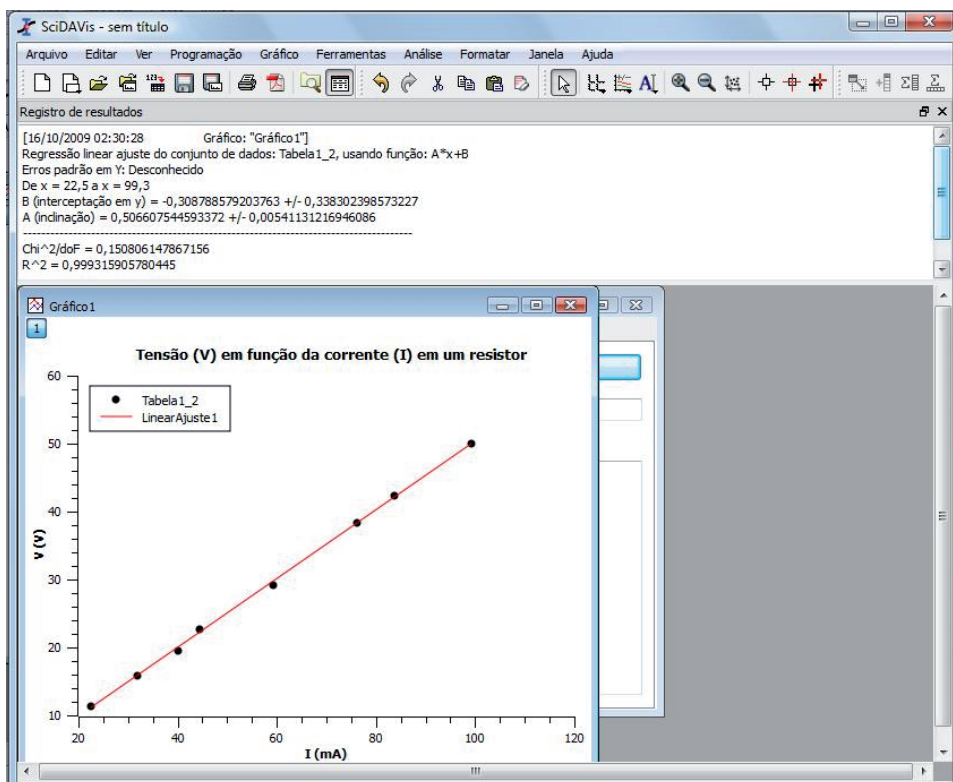 SciDAVis - sem título
Arquivo Editar Ver Programação Gráfico Ferramentas Análise Formatar Janela Ajuda
Registro de resultados
[16/10/2009 02:30:28 Gráfico: "Gráfico1"]
Regressão linear ajuste do conjunto de dados: Tabela1_2, usando função: A*x+B
Erros padrão em Y: Desconhecido
De x = 22,5 a x = 99,3
B (interceptação em y) = -0,308788579203763 +/- 0,338302398573227
A (inclinação) = 0,506607544593372 +/- 0,00541131216946086
--------------------------------------------------------------------------------------
Chi^2/doF = 0,150806147867156
R^2 = 0,999315905780445
Gráfico1
1
Tensão (V) em função da corrente (I) em um resistor
Tabela1_2
LinearAjuste1
60
50
40
30
20
10
V (V)
20 40 60 80 100 120
I (mA)